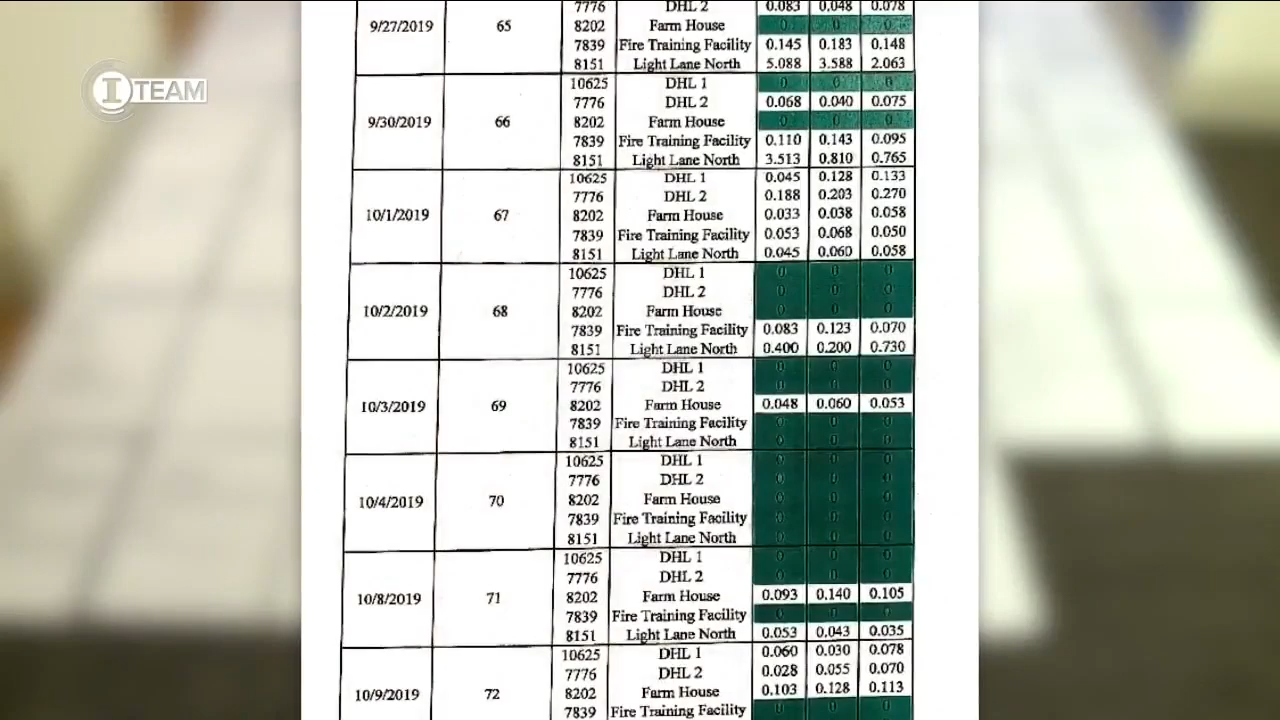 I TEAM
7776 DHL 2 0.083 0.048 0.078
9/27/2019 65 8202 Farm House 0 0 0
7839 Fire Training Facility 0.145 0.183 0.148
8151 Light Lane North 5.088 3.588 2.063
10625 DHL 1 0 0 0
7776 DHL 2 0.068 0.040 0.075
9/30/2019 66 8202 Farm House 0 0 0
7839 Fire Training Facility 0.110 0.143 0.095
8151 Light Lane North 3.513 0.810 0.765
10625 DHL 1 0.045 0.128 0.133
7776 DHL 2 0.188 0.203 0.270
10/1/2019 67 8202 Farm House 0.033 0.038 0.058
7839 Fire Training Facility 0.053 0.068 0.050
8151 Light Lane North 0.045 0.060 0.058
10625 DHL 1 0 0 0
7776 DHL 2 0 0 0
10/2/2019 68 8202 Farm House 0 0 0
7839 Fire Training Facility 0.083 0.123 0.070
8151 Light Lane North 0.400 0.200 0.730
10625 DHL 1 0 0 0
7776 DHL 2 0 0 0
10/3/2019 69 8202 Farm House 0.048 0.060 0.053
7839 Fire Training Facility 0 0 0
8151 Light Lane North 0 0 0
10625 DHL 1 0 0 0
7776 DHL 2 0 0 0
10/4/2019 70 8202 Farm House 0 0 0
7839 Fire Training Facility 0 0 0
8151 Light Lane North 0 0 0
10625 DHL 1 0 0 0
7776 DHL 2 0 0 0
10/8/2019 71 8202 Farm House 0.093 0.140 0.105
7839 Fire Training Facility 0 0 0
8151 Light Lane North 0.053 0.043 0.035
10625 DHL 1 0.060 0.030 0.078
7776 DHL 2 0.028 0.055 0.070
10/9/2019 72 8202 Farm House 0.103 0.128 0.113
7839 Fire Training Facility 0 0 0